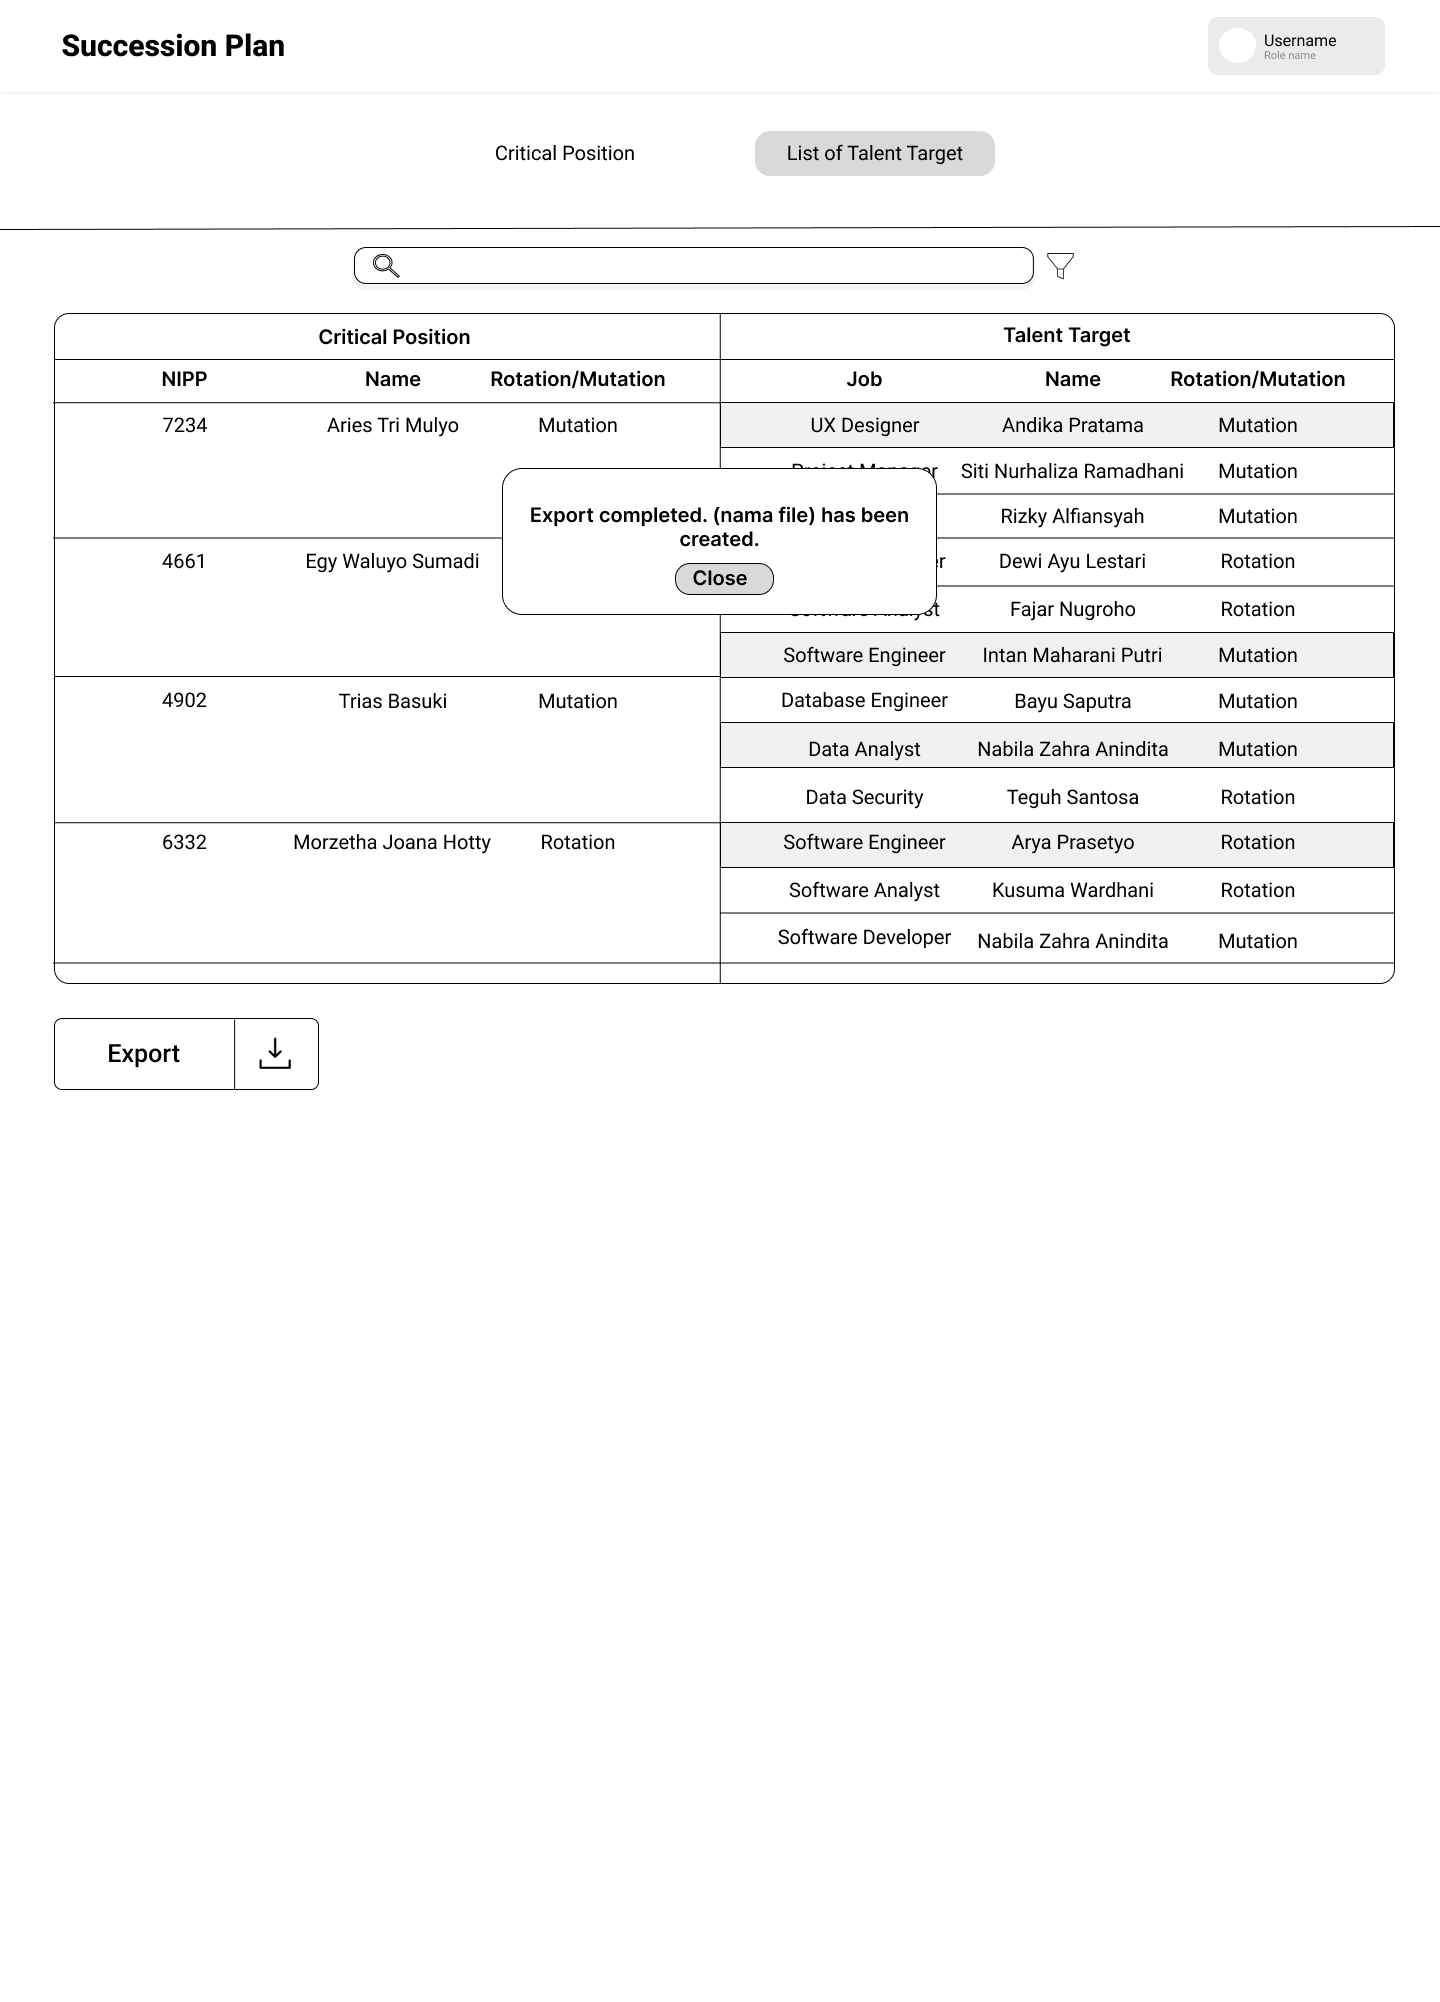 Succession Plan
Username
Role name
Critical Position
List of Talent Target
Critical Position
Talent Target
NIPP Name Rotation/Mutation Job Name Rotation/Mutation
7234 Aries Tri Mulyo Mutation UX Designer Andika Pratama Mutation
Project Manager Siti Nurhaliza Ramadhani Mutation
Rizky Alfiansyah Mutation
Export completed. (nama file) has been
created.
Close
4661 Egy Waluyo Sumadi Dewi Ayu Lestari Rotation
Software Analyst Fajar Nugroho Rotation
Software Engineer Intan Maharani Putri Mutation
4902 Trias Basuki Mutation Database Engineer Bayu Saputra Mutation
Data Analyst Nabila Zahra Anindita Mutation
Data Security Teguh Santosa Rotation
6332 Morzetha Joana Hotty Rotation Software Engineer Arya Prasetyo Rotation
Software Analyst Kusuma Wardhani Rotation
Software Developer Nabila Zahra Anindita Mutation
Export